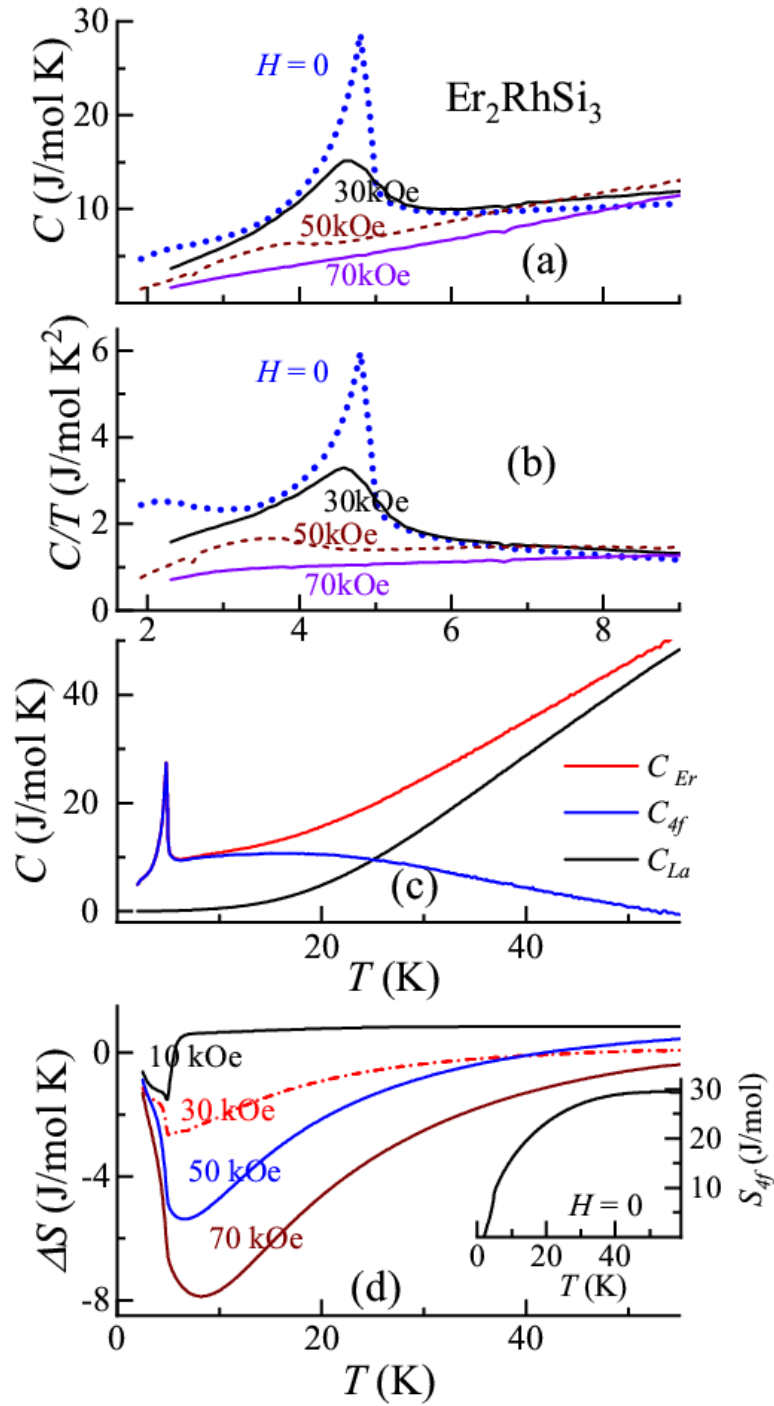 30
20
10
C (J/mol K)
H = 0
Er₂RhSi₃
30kOe
50kOe
70kOe
(a)
6
4
2
0
C/T (J/mol K²)
H = 0
(b)
30kOe
50kOe
70kOe
2 4 6 8
40
20
0
C (J/mol K)
C Er
C4f
CLa
(c)
20 40
T (K)
0
-4
-8
ΔS (J/mol K)
10 kOe
30 kOe
50 kOe
70 kOe
(d)
30
20
10
S4f (J/mol)
H = 0
0 20 40
T (K)
0 20 40
T (K)